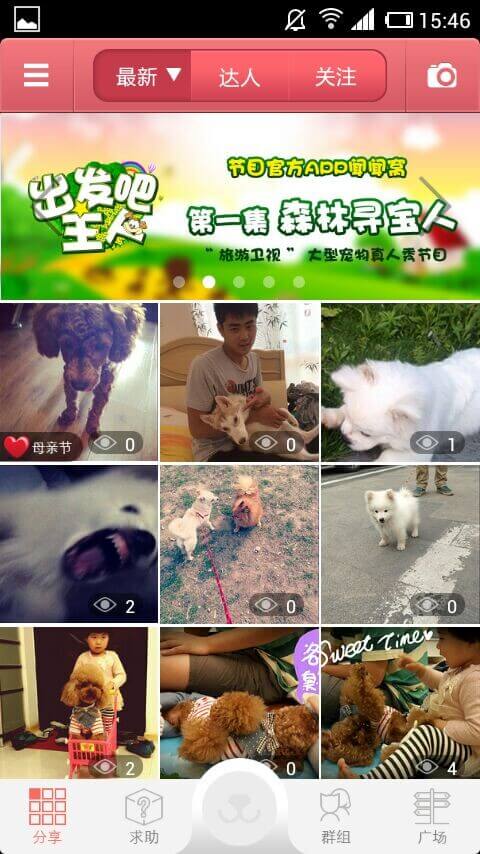 15:46
最新 达人 关注
出发吧
主人
节目官方APP闻闻窝
第一集 森林寻宝人
“旅游卫视” 大型宠物真人秀节目
母亲节 0
0
1
2
0
0
2
各
臬
0
Sweet Time
4
分享 求助 群组 广场